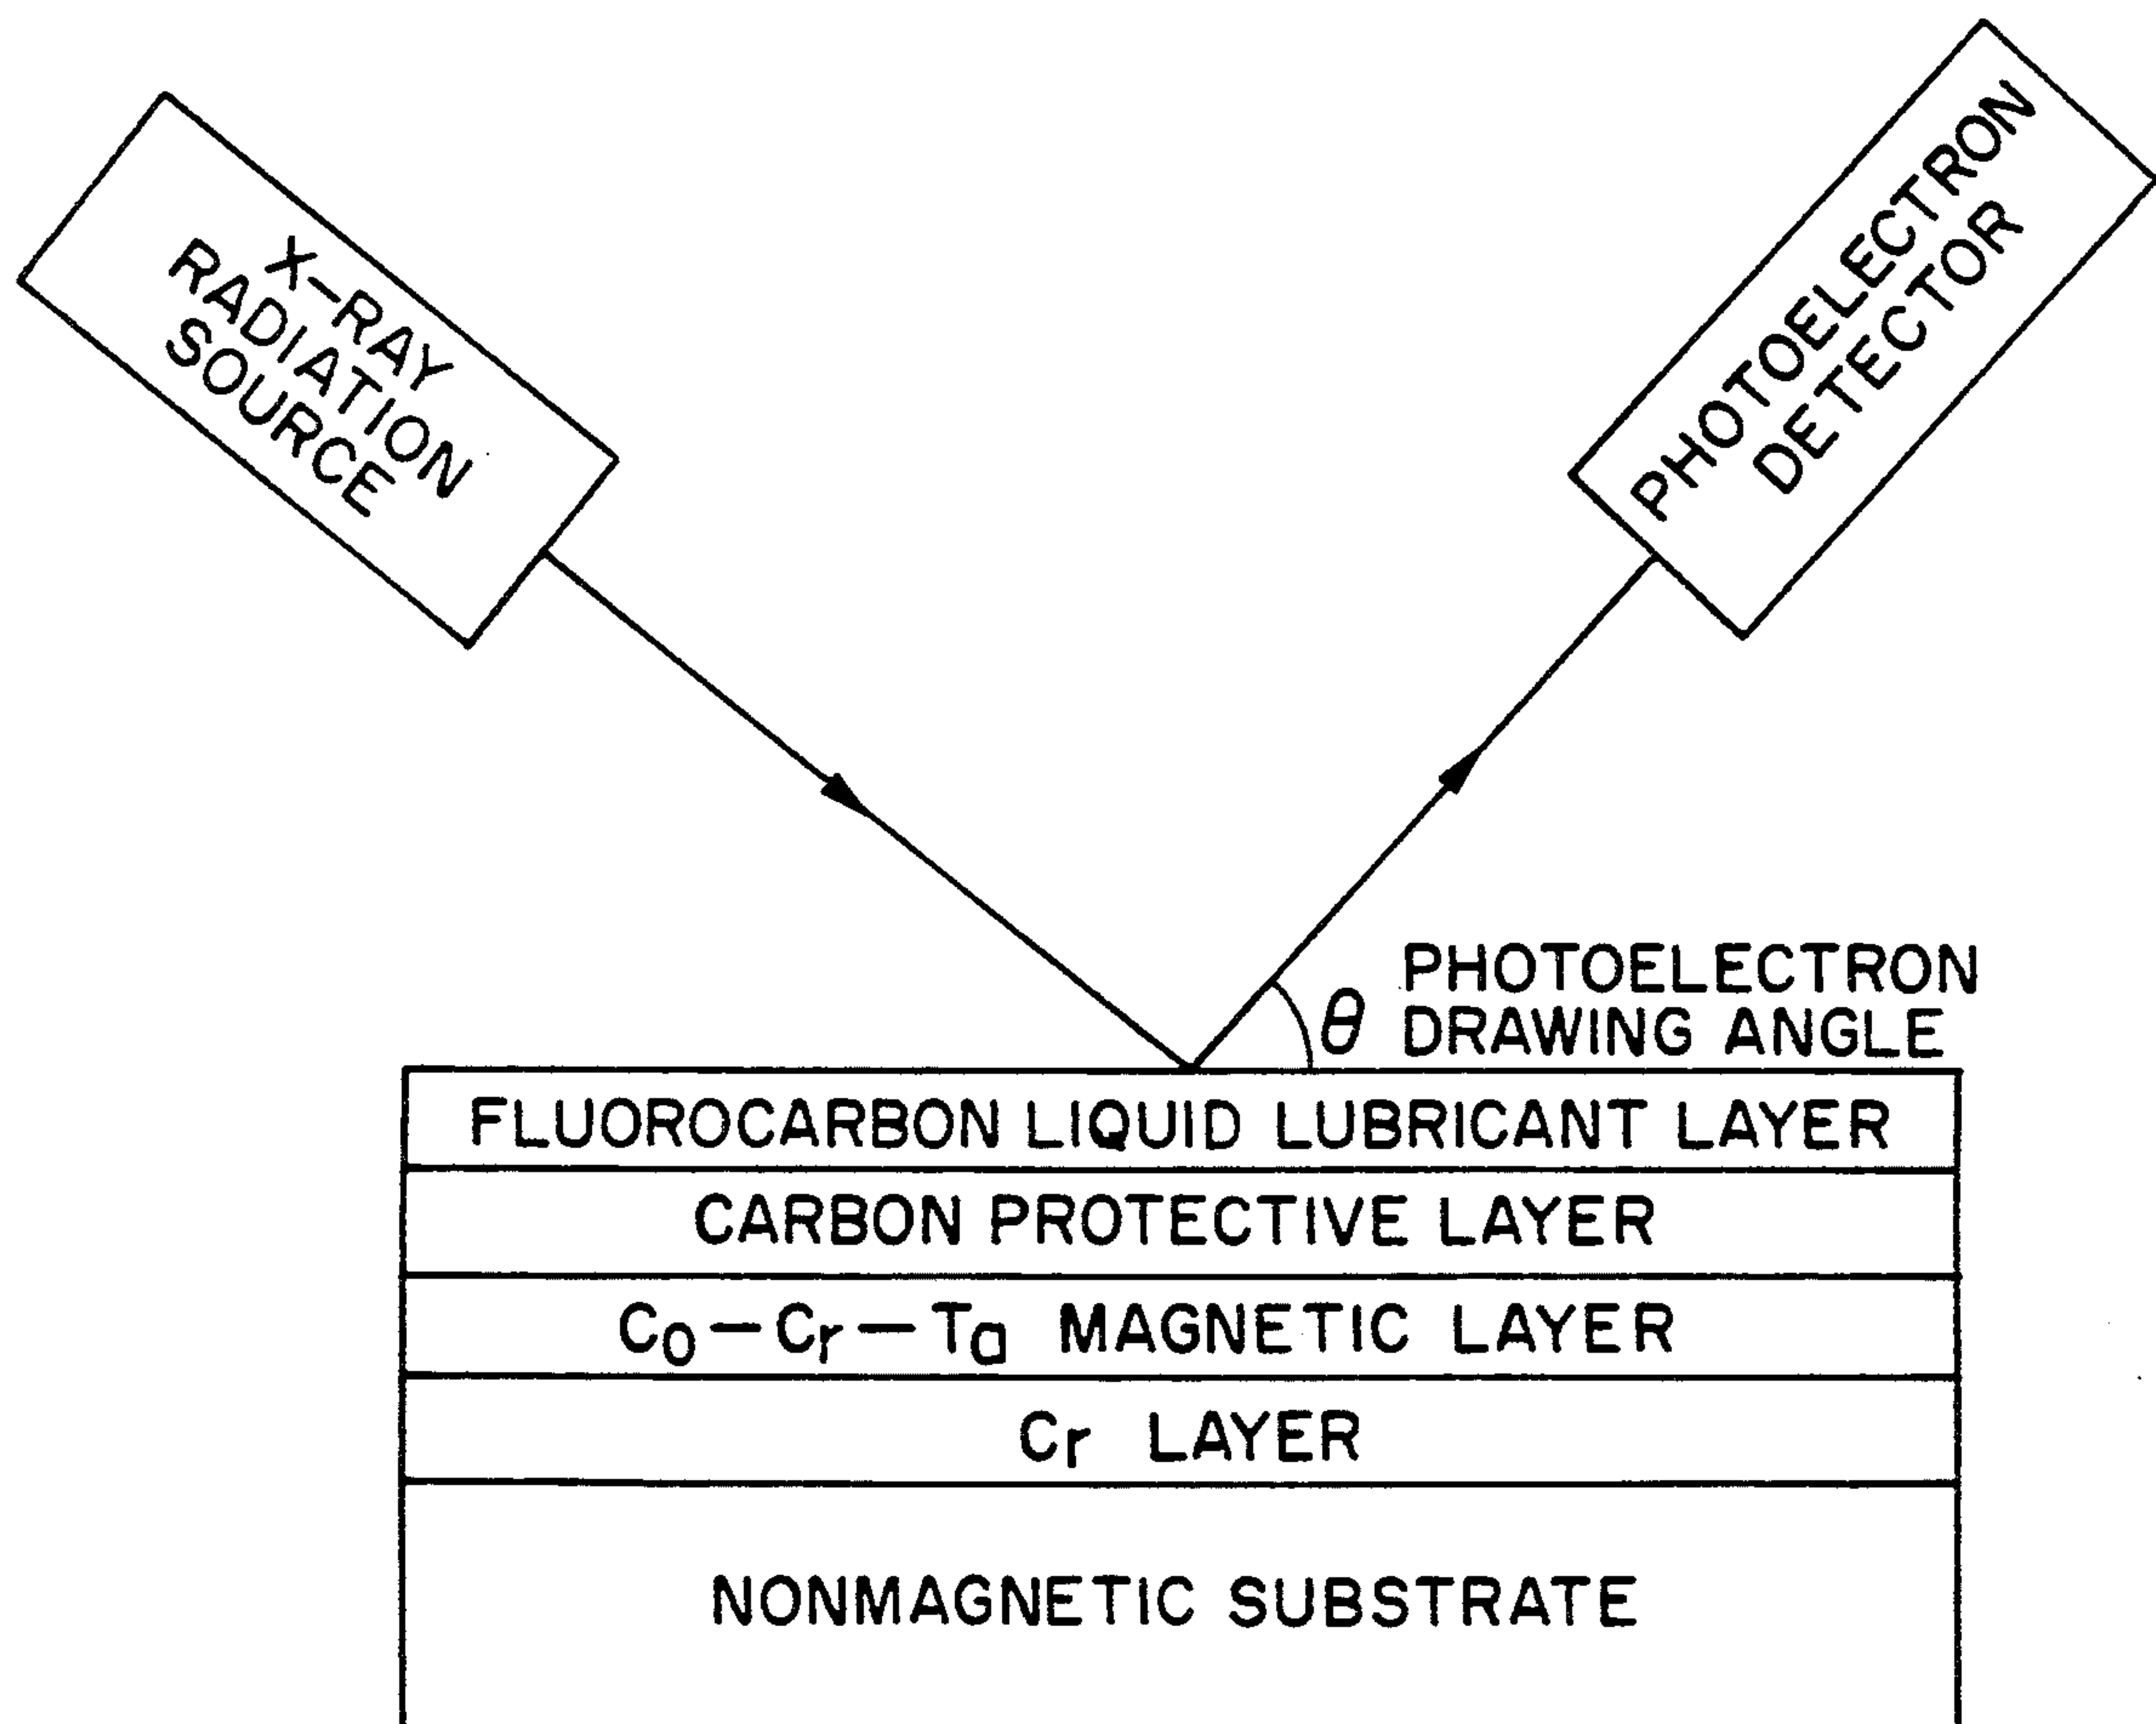 X-RAY
RADIATION
SOURCE
PHOTOELECTRON
DETECTOR
θ
PHOTOELECTRON
DRAWING ANGLE
FLUOROCARBON LIQUID LUBRICANT LAYER
CARBON PROTECTIVE LAYER
Co-Cr-Ta MAGNETIC LAYER
Cr LAYER
NONMAGNETIC SUBSTRATE